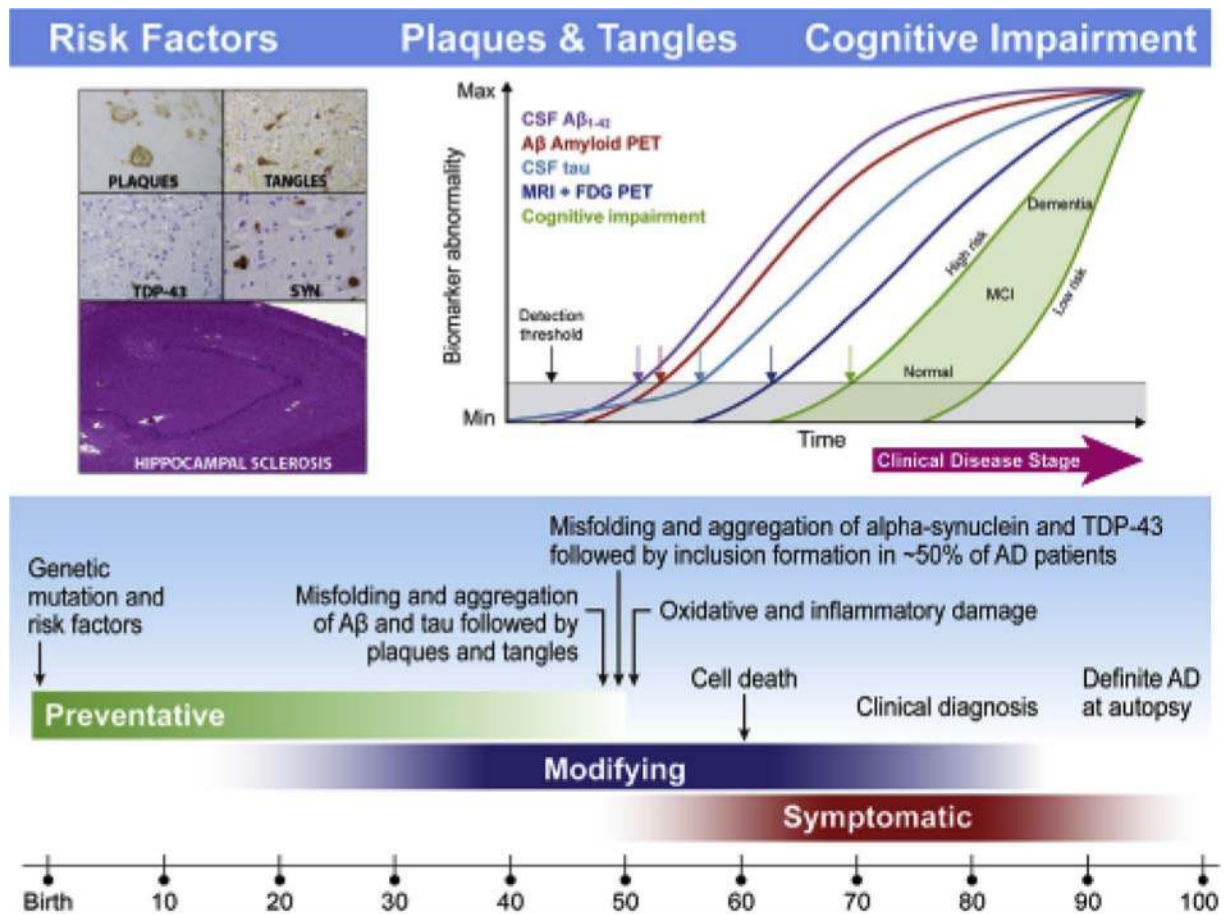 Risk Factors
Plaques & Tangles
Cognitive Impairment
PLAQUES
TANGLES
TDP-43
SYN
HIPPOCAMPAL SCLEROSIS
Max
CSF Aβ₁₋₄₂
Aβ Amyloid PET
CSF tau
MRI + FDG PET
Cognitive impairment
Biomarker abnormality
Detection
threshold
Min
High risk
Dementia
MCI
Low risk
Normal
Time
Clinical Disease Stage
Misfolding and aggregation of alpha-synuclein and TDP-43
followed by inclusion formation in ~50% of AD patients
Genetic
mutation and
risk factors
Misfolding and aggregation
of Aβ and tau followed by
plaques and tangles
Oxidative and inflammatory damage
Cell death
Clinical diagnosis
Definite AD
at autopsy
Preventative
Modifying
Symptomatic
Birth 10 20 30 40 50 60 70 80 90 100